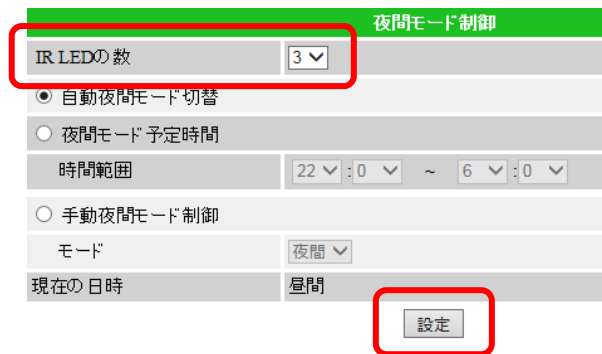 夜間モード制御
IR LEDの数 3
自動夜間モード切替
夜間モード予定時間
時間範囲 22 : 0 ~ 6 : 0
手動夜間モード制御
モード 夜間
現在の日時 昼間
設定